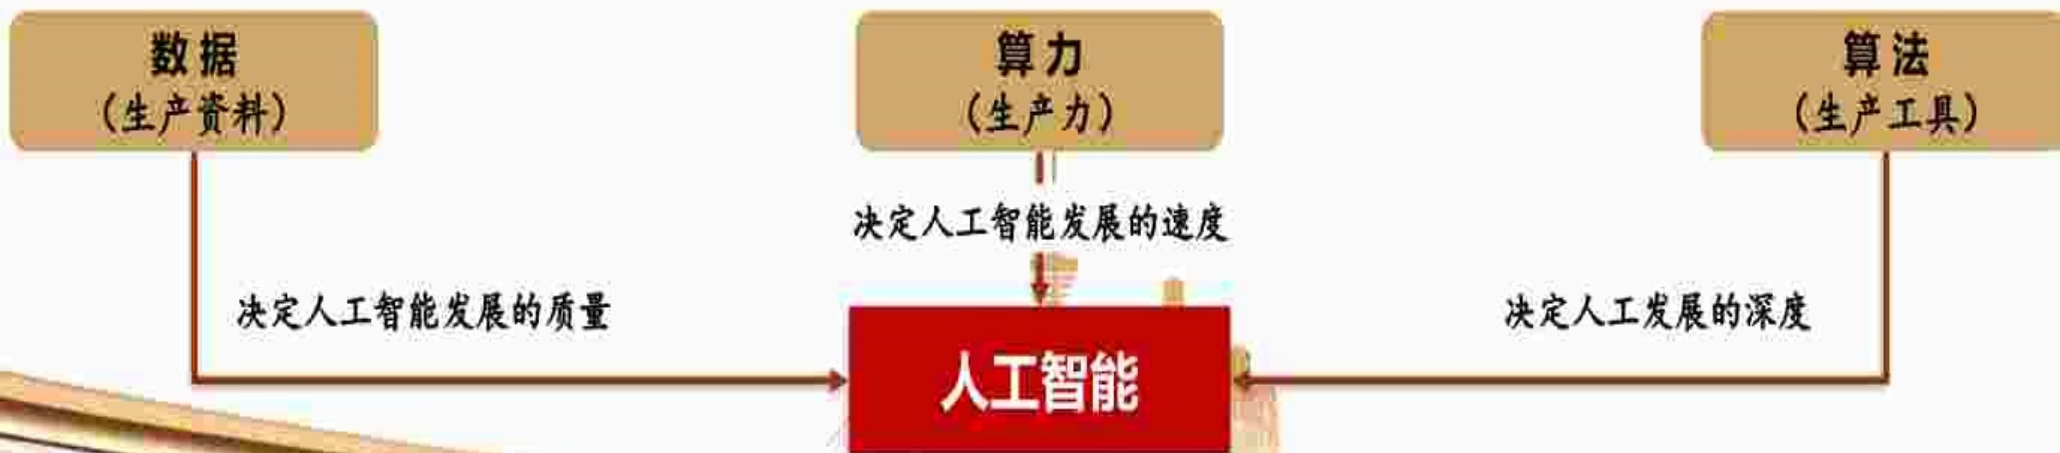 数据
（生产资料）
算力
（生产力）
算法
（生产工具）
决定人工智能发展的速度
决定人工智能发展的质量
决定人工发展的深度
人工智能